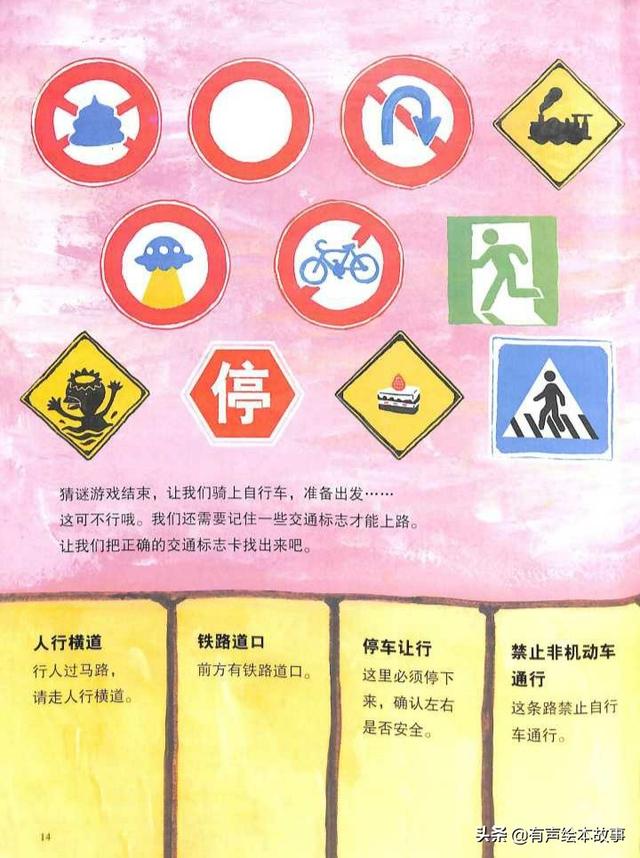 停
猜谜游戏结束，让我们骑上自行车，准备出发……
这可不行哦。我们还需要记住一些交通标志才能上路。
让我们把正确的交通标志卡找出来吧。
人行横道
行人过马路，
请走人行横道。
铁路道口
前方有铁路道口。
停车让行
这里必须停下
来，确认左右
是否安全。
禁止非机动车
通行
这条路禁止自行
车通行。
14
头条 @有声绘本故事